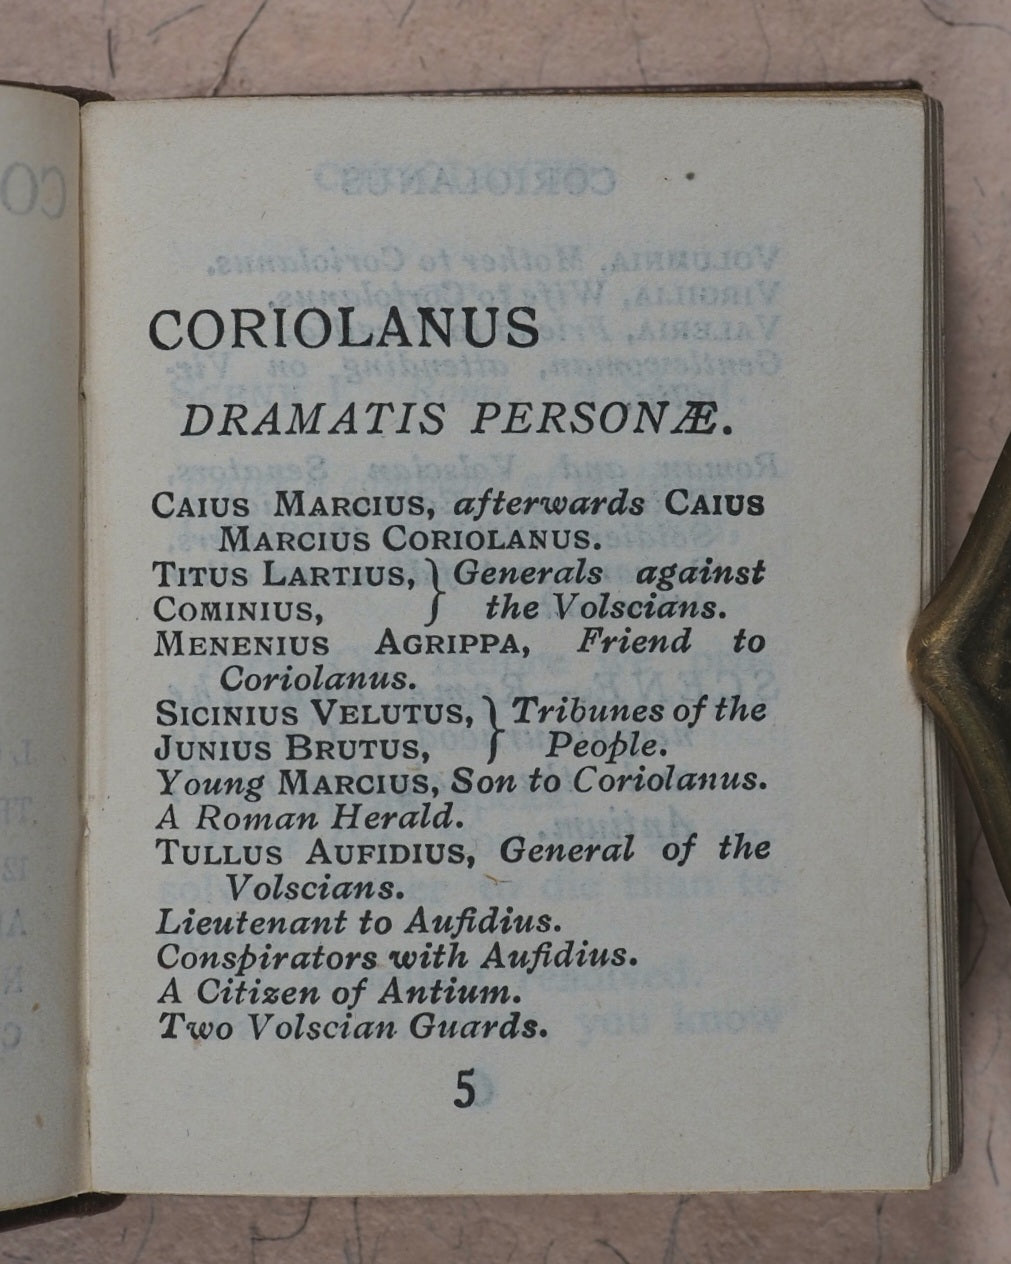 CORIOLANUS
DRAMATIS PERSONÆ.
CAIUS MARCIUS, afterwards CAIUS
MARCIUS CORIOLANUS.
TITUS LARTIUS, } Generals against
COMINIUS, } the Volscians.
MENENIUS AGRIPPA, Friend to
Coriolanus.
SICINIUS VELUTUS, } Tribunes of the
JUNIUS BRUTUS, } People.
Young MARCIUS, Son to Coriolanus.
A Roman Herald.
TULLUS AUFIDIUS, General of the
Volscians.
Lieutenant to Aufidius.
Conspirators with Aufidius.
A Citizen of Antium.
Two Volscian Guards.
5